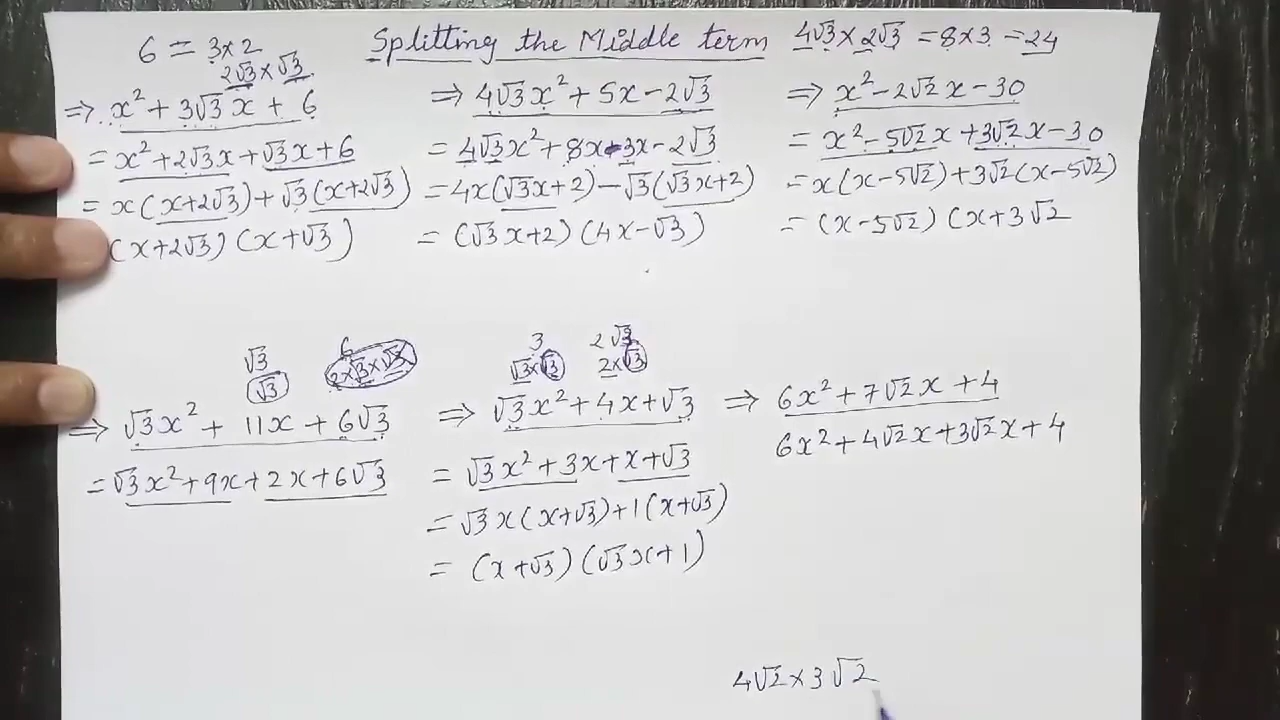 Splitting the Middle term
4√3 × 2√3 = 8×3 = 24
6 = 3×2
2√3 × √3
⇒ x² + 3√3 x + 6
= x² + 2√3x + √3x + 6
= x(x+2√3) + √3(x+2√3)
(x+2√3)(x+√3)
⇒ 4√3x² + 5x - 2√3
= 4√3x² + 8x - 3x - 2√3
= 4x(√3x+2) - √3(√3x+2)
= (√3x+2)(4x-√3)
⇒ x² - 2√2x - 30
= x² - 5√2x + 3√2x - 30
= x(x-5√2) + 3√2(x-5√2)
= (x-5√2)(x+3√2
√3
√3
6
2×3×√3
⇒ √3x² + 11x + 6√3
= √3x² + 9x + 2x + 6√3
3
√3×√3
2√3
2×√3
⇒ √3x² + 4x + √3
= √3x² + 3x + x + √3
= √3x(x+√3) + 1(x+√3)
= (x+√3)(√3x+1)
⇒ 6x² + 7√2x + 4
6x² + 4√2x + 3√2x + 4
4√2 × 3√2